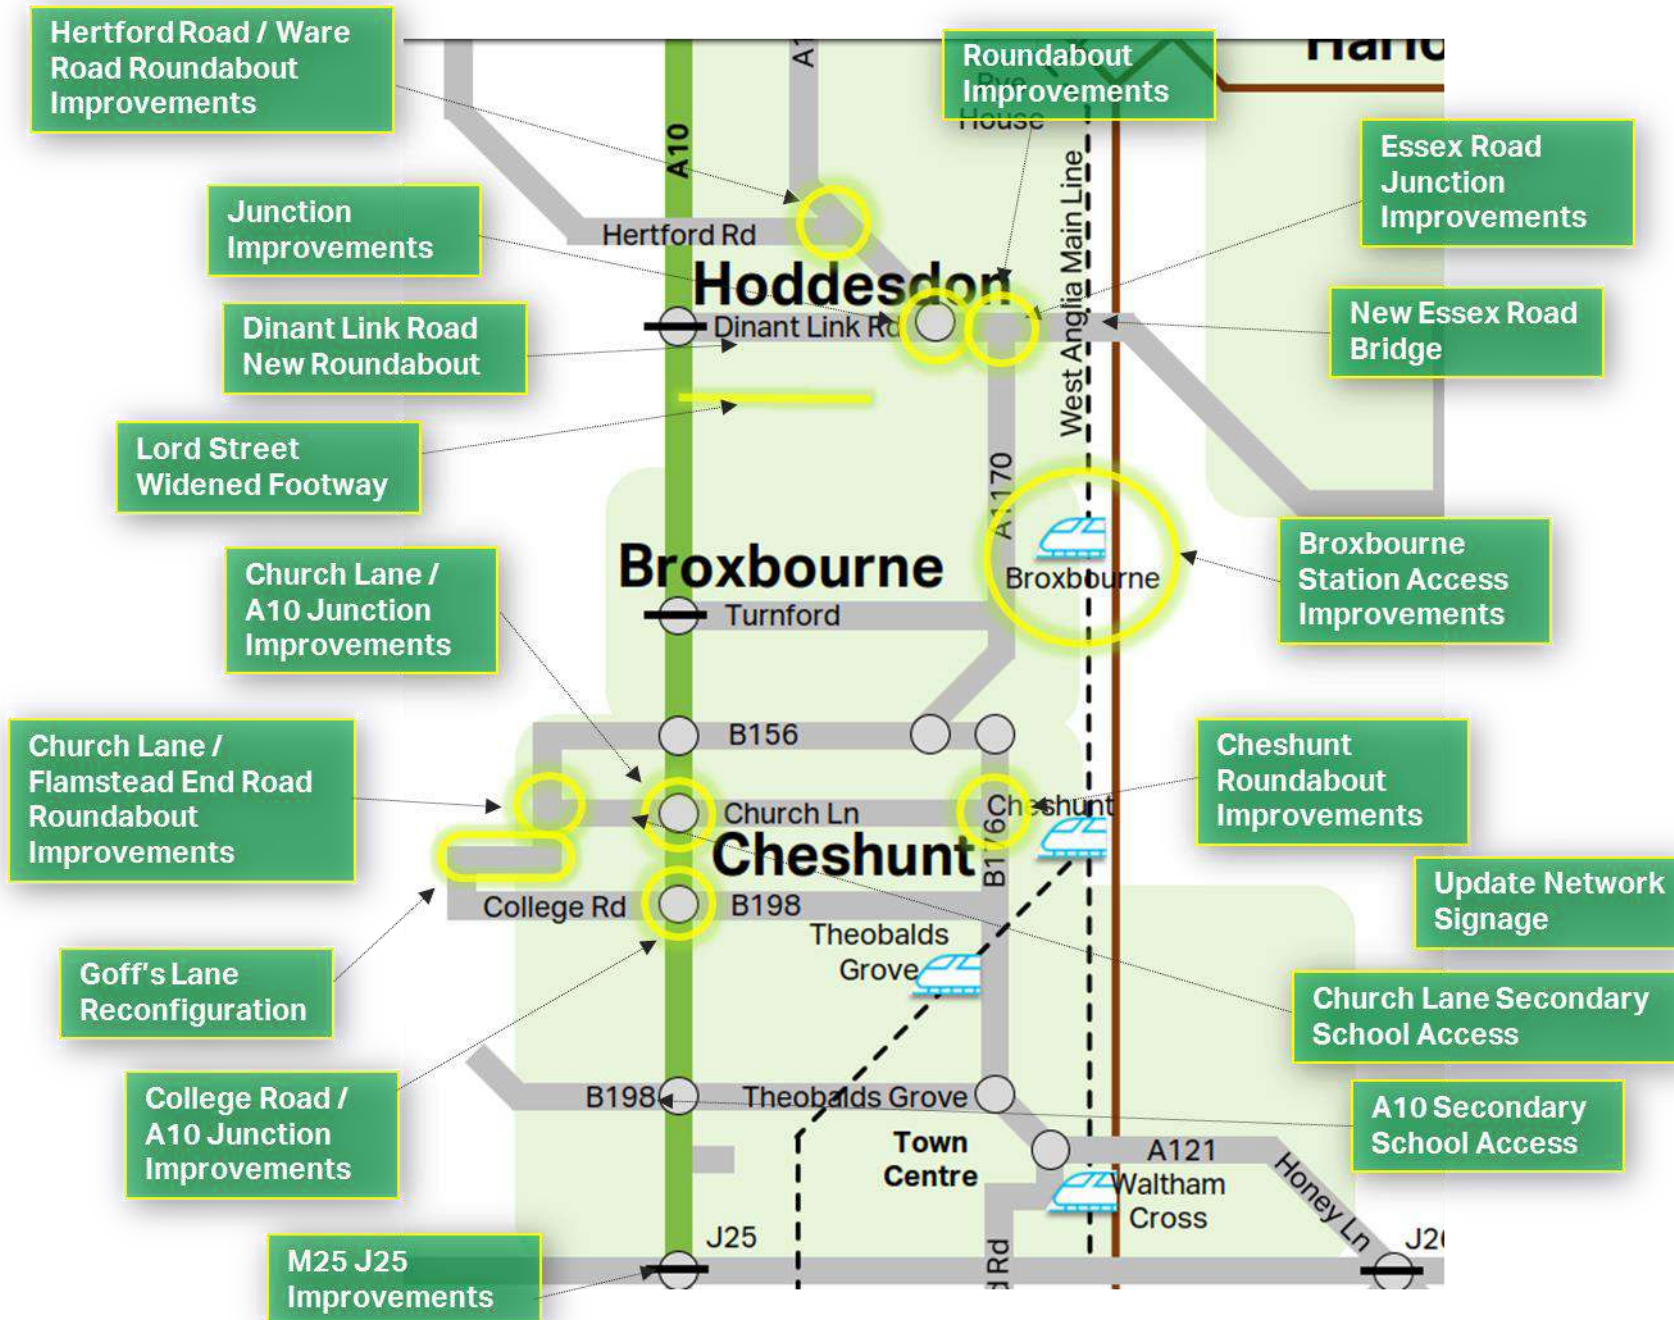 Hertford Road / Ware
Road Roundabout
Improvements
Roundabout
Improvements
Rye
House
Essex Road
Junction
Improvements
A10
West Anglia Main Line
Junction
Improvements
Hertford Rd
Hoddesdon
Dinant Link Rd
New Essex Road
Bridge
Dinant Link Road
New Roundabout
Lord Street
Widened Footway
A1170
Broxbourne
Broxbourne
Broxbourne
Station Access
Improvements
Turnford
Church Lane /
A10 Junction
Improvements
B156
Church Lane /
Flamstead End Road
Roundabout
Improvements
Cheshunt
Roundabout
Improvements
Church Ln
Cheshunt
Cheshunt
B176
Update Network
Signage
College Rd
B198
Theobalds
Grove
Goff's Lane
Reconfiguration
Church Lane Secondary
School Access
College Road /
A10 Junction
Improvements
B198
Theobalds Grove
A10 Secondary
School Access
Town
Centre
A121
Waltham
Cross
Honey Ln
J25
M25 J25
Improvements
Rd